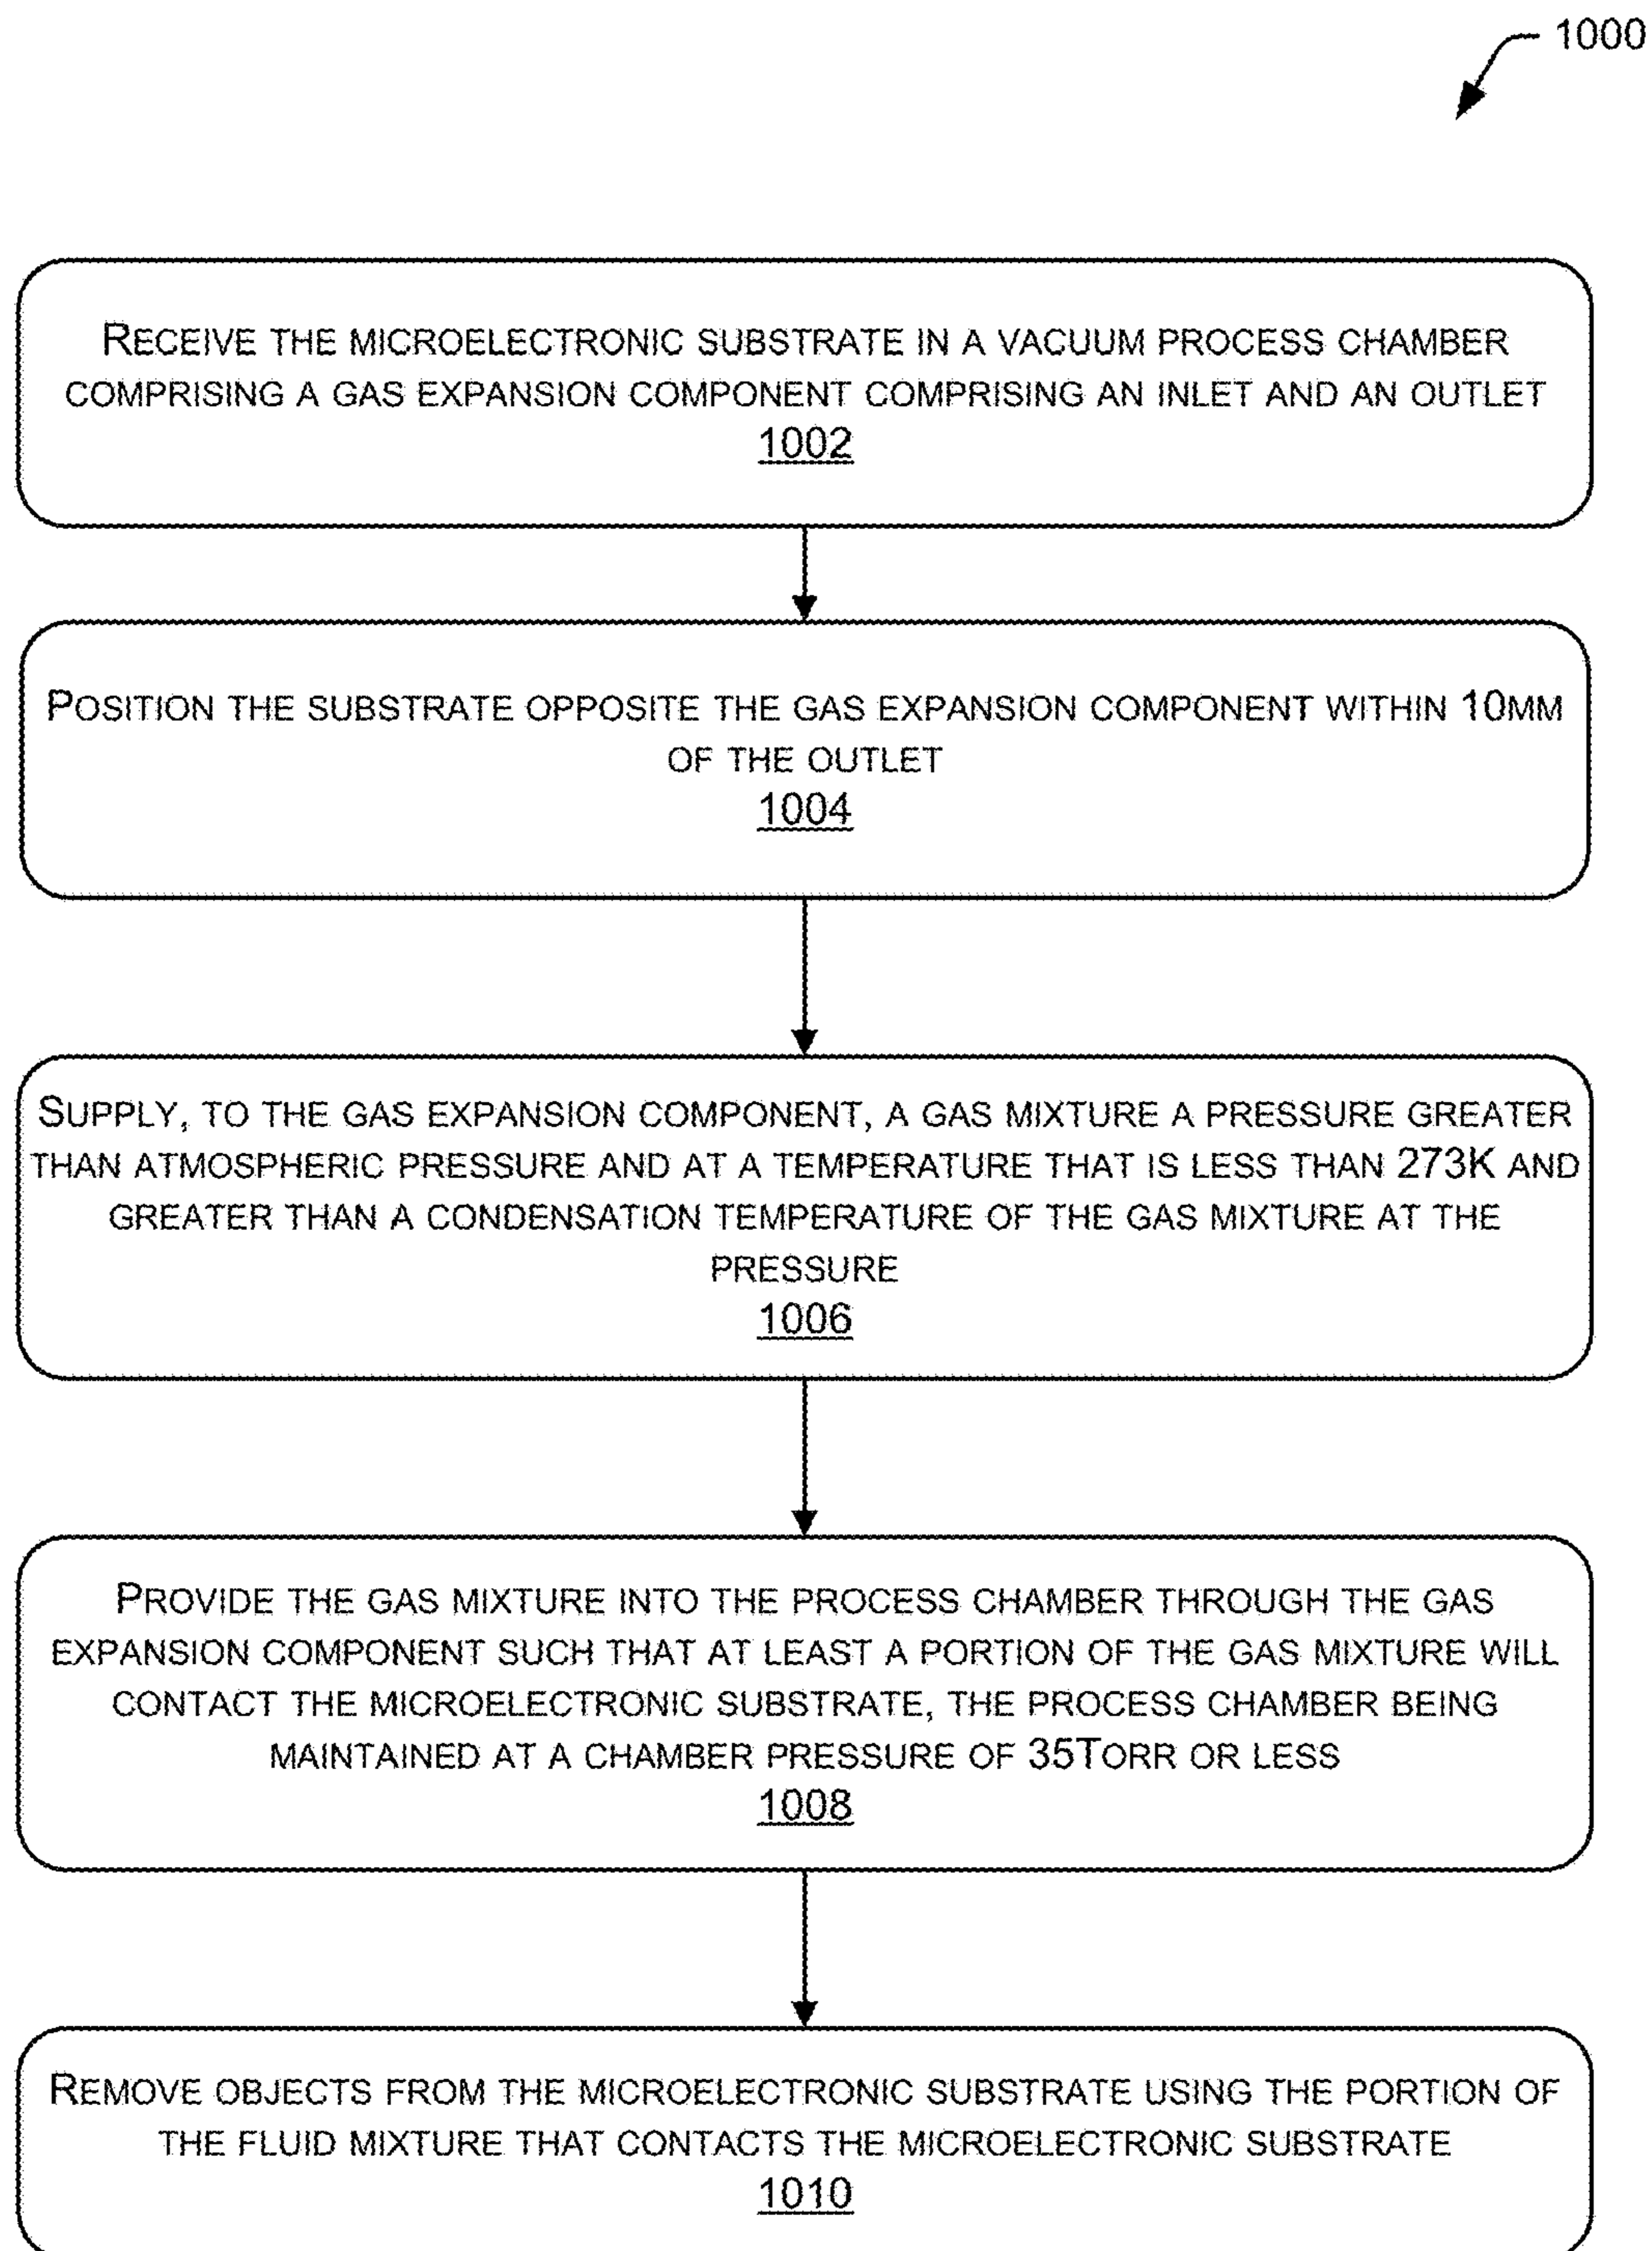 1000
RECEIVE THE MICROELECTRONIC SUBSTRATE IN A VACUUM PROCESS CHAMBER
COMPRISING A GAS EXPANSION COMPONENT COMPRISING AN INLET AND AN OUTLET
1002
POSITION THE SUBSTRATE OPPOSITE THE GAS EXPANSION COMPONENT WITHIN 10MM
OF THE OUTLET
1004
SUPPLY, TO THE GAS EXPANSION COMPONENT, A GAS MIXTURE A PRESSURE GREATER
THAN ATMOSPHERIC PRESSURE AND AT A TEMPERATURE THAT IS LESS THAN 273K AND
GREATER THAN A CONDENSATION TEMPERATURE OF THE GAS MIXTURE AT THE
PRESSURE
1006
PROVIDE THE GAS MIXTURE INTO THE PROCESS CHAMBER THROUGH THE GAS
EXPANSION COMPONENT SUCH THAT AT LEAST A PORTION OF THE GAS MIXTURE WILL
CONTACT THE MICROELECTRONIC SUBSTRATE, THE PROCESS CHAMBER BEING
MAINTAINED AT A CHAMBER PRESSURE OF 35TORR OR LESS
1008
REMOVE OBJECTS FROM THE MICROELECTRONIC SUBSTRATE USING THE PORTION OF
THE FLUID MIXTURE THAT CONTACTS THE MICROELECTRONIC SUBSTRATE
1010